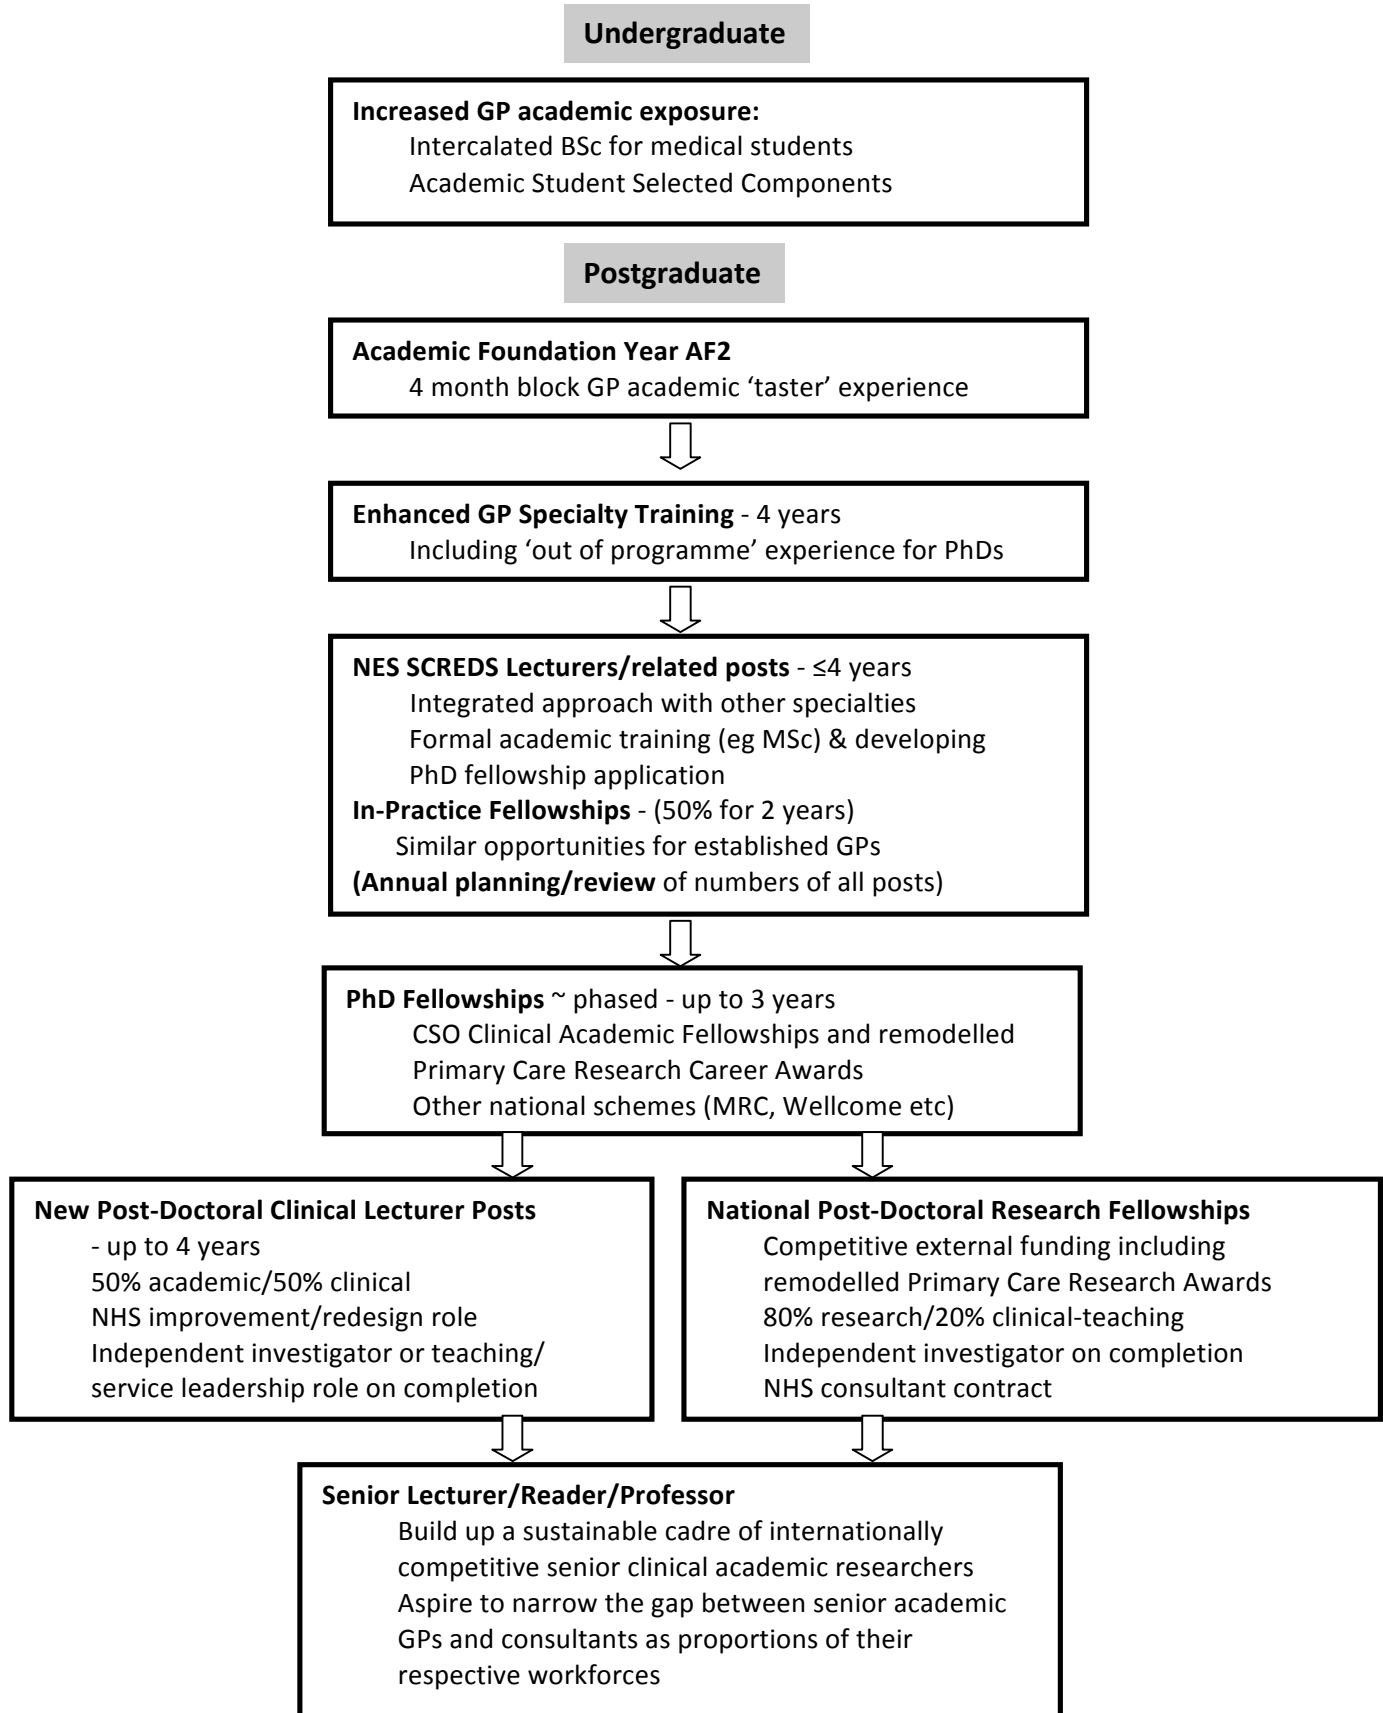 Undergraduate
Increased GP academic exposure:
Intercalated BSc for medical students
Academic Student Selected Components
Postgraduate
Academic Foundation Year AF2
4 month block GP academic ‘taster’ experience
Enhanced GP Specialty Training - 4 years
Including ‘out of programme’ experience for PhDs
NES SCREDS Lecturers/related posts - ≤4 years
Integrated approach with other specialties
Formal academic training (eg MSc) & developing
PhD fellowship application
In-Practice Fellowships - (50% for 2 years)
Similar opportunities for established GPs
(Annual planning/review of numbers of all posts)
PhD Fellowships ~ phased - up to 3 years
CSO Clinical Academic Fellowships and remodelled
Primary Care Research Career Awards
Other national schemes (MRC, Wellcome etc)
New Post-Doctoral Clinical Lecturer Posts
- up to 4 years
50% academic/50% clinical
NHS improvement/redesign role
Independent investigator or teaching/
service leadership role on completion
National Post-Doctoral Research Fellowships
Competitive external funding including
remodelled Primary Care Research Awards
80% research/20% clinical-teaching
Independent investigator on completion
NHS consultant contract
Senior Lecturer/Reader/Professor
Build up a sustainable cadre of internationally
competitive senior clinical academic researchers
Aspire to narrow the gap between senior academic
GPs and consultants as proportions of their
respective workforces